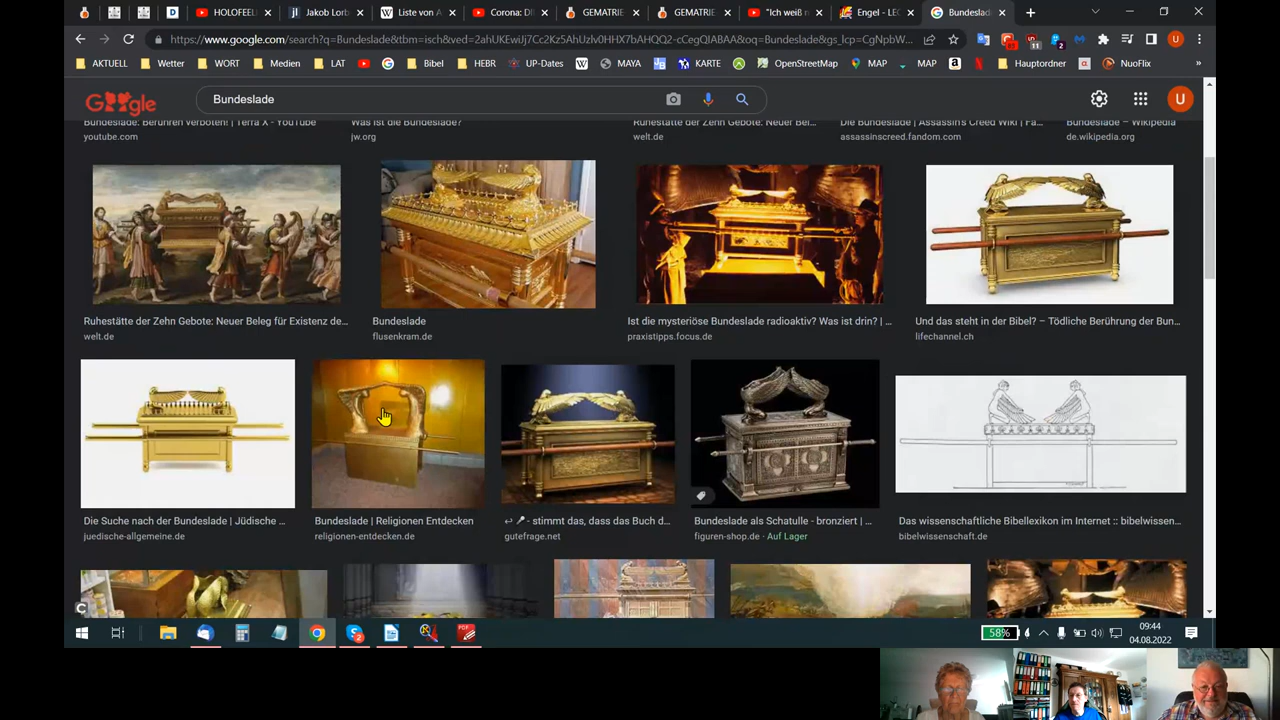 HOLOFEELI
Jakob Lorb
Liste von A
Corona: DI
GEMATRIE
GEMATRIE
"Ich weiß n
Engel - LEO
Bundeslade
https://www.google.com/search?q=Bundeslade&tbm=isch&ved=2ahUKEwiJj7Cc2Kz5AhUzlv0HHX7bAHQQ2-cCegQIABAA&oq=Bundeslade&gs_lcp=CgNpbW...
AKTUELL
Wetter
WORT
Medien
LAT
Bibel
HEBR
UP-Dates
MAYA
KARTE
OpenStreetMap
MAP
MAP
Hauptordner
NuoFlix
»
Bundeslade
U
Bundeslade: Berühren verboten! | Terra X - YouTube
Was ist die Bundeslade?
Ruhestätte der Zehn Gebote: Neuer Bel...
Die Bundeslade | Assassin's Creed Wiki | Fa...
Bundeslade – Wikipedia
youtube.com
jw.org
welt.de
assassinscreed.fandom.com
de.wikipedia.org
Ruhestätte der Zehn Gebote: Neuer Beleg für Existenz de...
Bundeslade
Ist die mysteriöse Bundeslade radioaktiv? Was ist drin? | ...
Und das steht in der Bibel? – Tödliche Berührung der Bun...
welt.de
flusenkram.de
praxistipps.focus.de
lifechannel.ch
Die Suche nach der Bundeslade | Jüdische ...
Bundeslade | Religionen Entdecken
- stimmt das, dass das Buch d...
Bundeslade als Schatulle - bronziert | ...
Das wissenschaftliche Bibellexikon im Internet :: bibelwissen...
juedische-allgemeine.de
religionen-entdecken.de
gutefrage.net
figuren-shop.de · Auf Lager
bibelwissenschaft.de
58%
09:44
04.08.2022